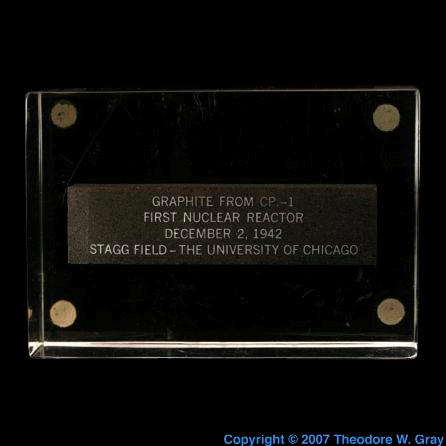 GRAPHITE FROM CP.-1
FIRST NUCLEAR REACTOR
DECEMBER 2, 1942
STAGG FIELD - THE UNIVERSITY OF CHICAGO
Copyright © 2007 Theodore W. Gray